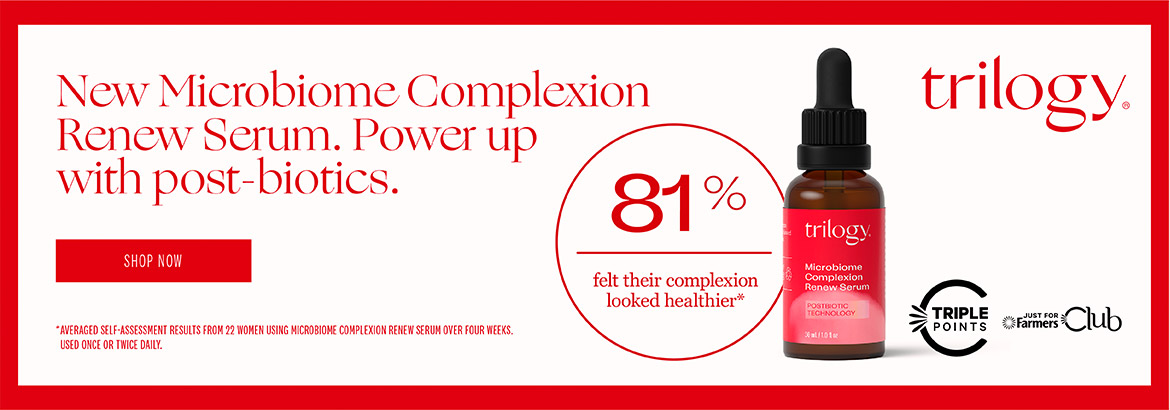 New Microbiome Complexion
Renew Serum. Power up
with post-biotics.
SHOP NOW
*AVERAGED SELF-ASSESSMENT RESULTS FROM 22 WOMEN USING MICROBIOME COMPLEXION RENEW SERUM OVER FOUR WEEKS.
USED ONCE OR TWICE DAILY.
81%
felt their complexion
looked healthier*
trilogy®
Microbiome
Complexion
Renew Serum
POSTBIOTIC
TECHNOLOGY
30 ml / 1.0 fl oz
trilogy®
TRIPLE
POINTS
JUST FOR
Farmers Club